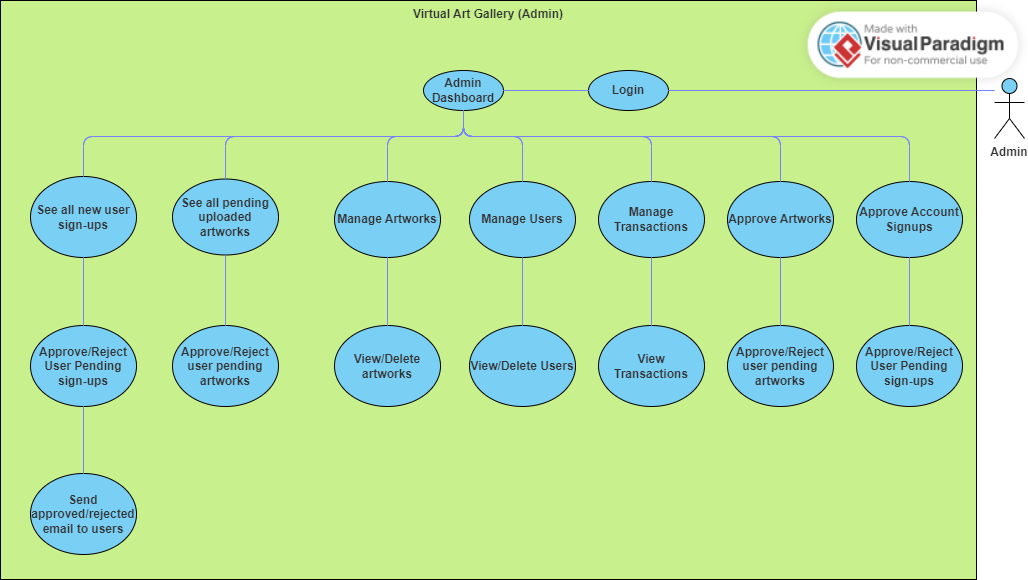 Virtual Art Gallery (Admin)
Made with
Visual Paradigm
For non-commercial use
Admin
Dashboard
Login
Admin
See all new user
sign-ups
See all pending
uploaded
artworks
Manage Artworks
Manage Users
Manage
Transactions
Approve Artworks
Approve Account
Signups
Approve/Reject
User Pending
sign-ups
Approve/Reject
user pending
artworks
View/Delete
artworks
View/Delete Users
View
Transactions
Approve/Reject
user pending
artworks
Approve/Reject
User Pending
sign-ups
Send
approved/rejected
email to users